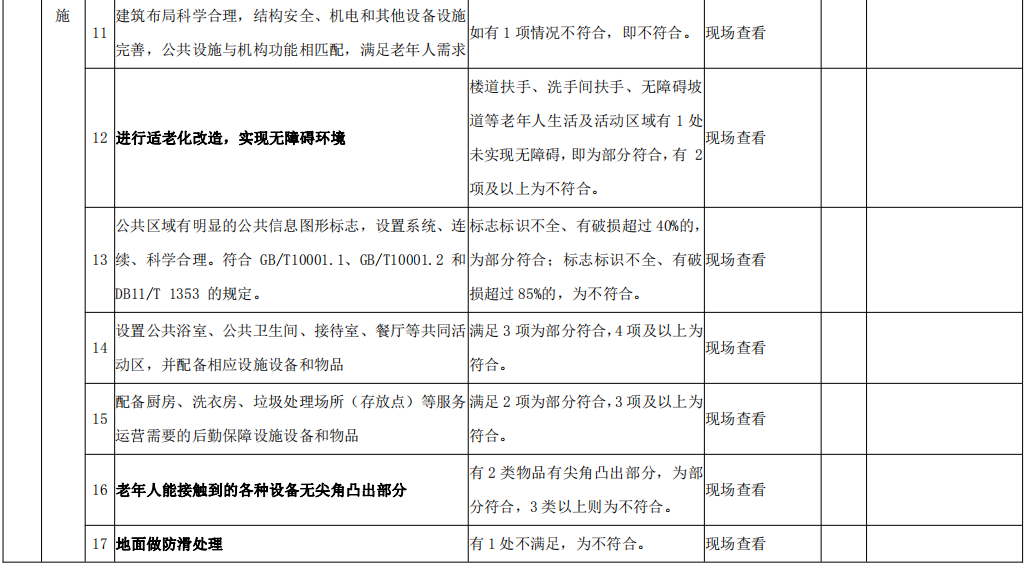 施
11
建筑布局科学合理，结构安全、机电和其他设备设施
完善，公共设施与机构功能相匹配，满足老年人需求
如有 1 项情况不符合，即不符合。
现场查看
12
进行适老化改造，实现无障碍环境
楼道扶手、洗手间扶手、无障碍坡
道等老年人生活及活动区域有 1 处
未实现无障碍，即为部分符合，有 2
项及以上为不符合。
现场查看
13
公共区域有明显的公共信息图形标志，设置系统、连
续、科学合理。符合 GB/T10001.1、GB/T10001.2 和
DB11/T 1353 的规定。
标志标识不全、有破损超过 40%的，
为部分符合；标志标识不全、有破
损超过 85%的，为不符合。
现场查看
14
设置公共浴室、公共卫生间、接待室、餐厅等共同活
动区，并配备相应设施设备和物品
满足 3 项为部分符合，4 项及以上为
符合。
现场查看
15
配备厨房、洗衣房、垃圾处理场所（存放点）等服务
运营需要的后勤保障设施设备和物品
满足 2 项为部分符合，3 项及以上为
符合。
现场查看
16
老年人能接触到的各种设备无尖角凸出部分
有 2 类物品有尖角凸出部分，为部
分符合，3 类以上则为不符合。
现场查看
17
地面做防滑处理
有 1 处不满足，为不符合。
现场查看